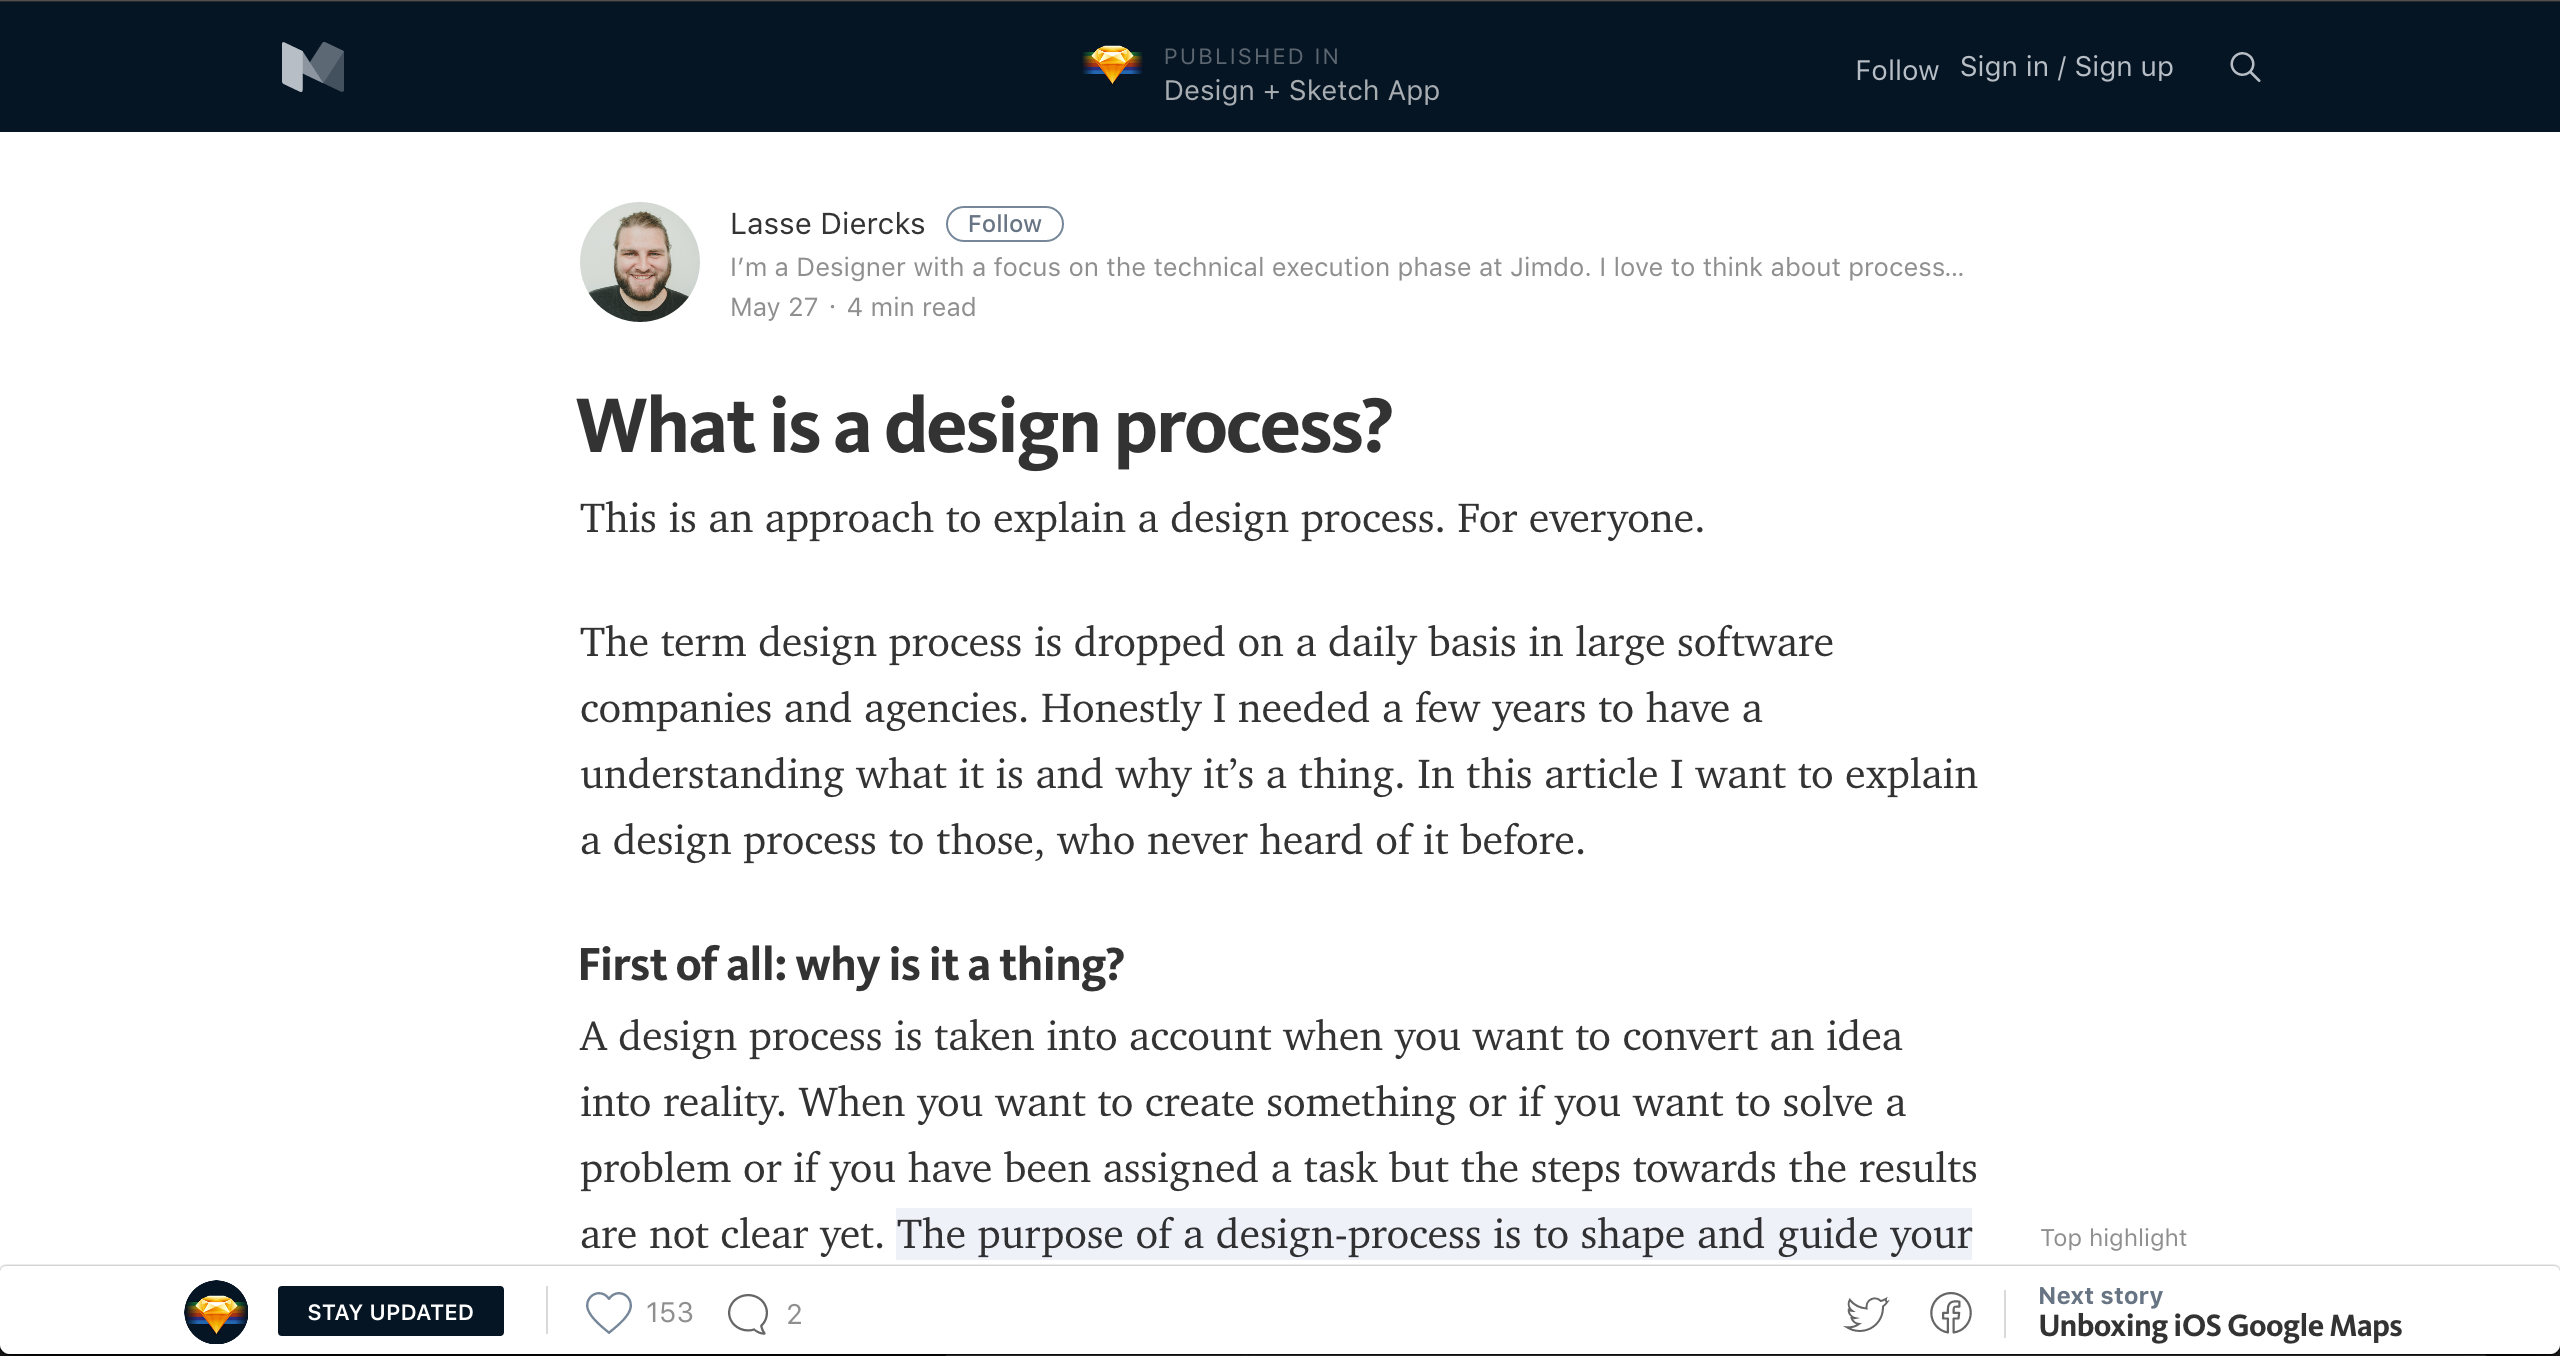 PUBLISHED IN
Design + Sketch App
Follow
Sign in / Sign up
Lasse Diercks
Follow
I’m a Designer with a focus on the technical execution phase at Jimdo. I love to think about process…
May 27 · 4 min read
What is a design process?
This is an approach to explain a design process. For everyone.
The term design process is dropped on a daily basis in large software
companies and agencies. Honestly I needed a few years to have a
understanding what it is and why it’s a thing. In this article I want to explain
a design process to those, who never heard of it before.
First of all: why is it a thing?
A design process is taken into account when you want to convert an idea
into reality. When you want to create something or if you want to solve a
problem or if you have been assigned a task but the steps towards the results
are not clear yet. The purpose of a design-process is to shape and guide your
Top highlight
STAY UPDATED
153
2
Next story
Unboxing iOS Google Maps